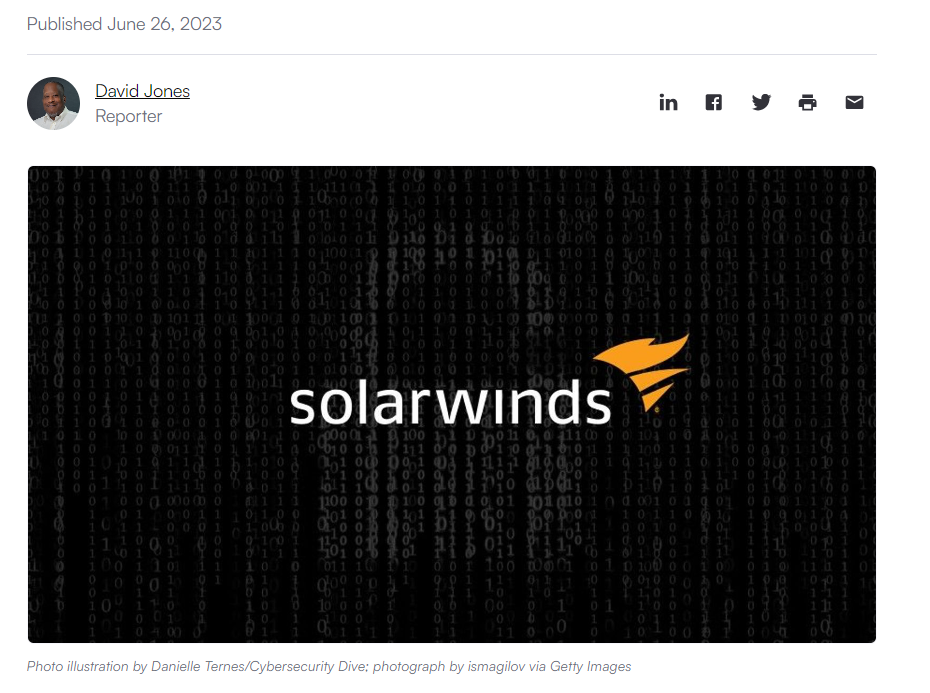 Published June 26, 2023
David Jones
Reporter
solarwinds
Photo illustration by Danielle Ternes/Cybersecurity Dive; photograph by ismagilov via Getty Images